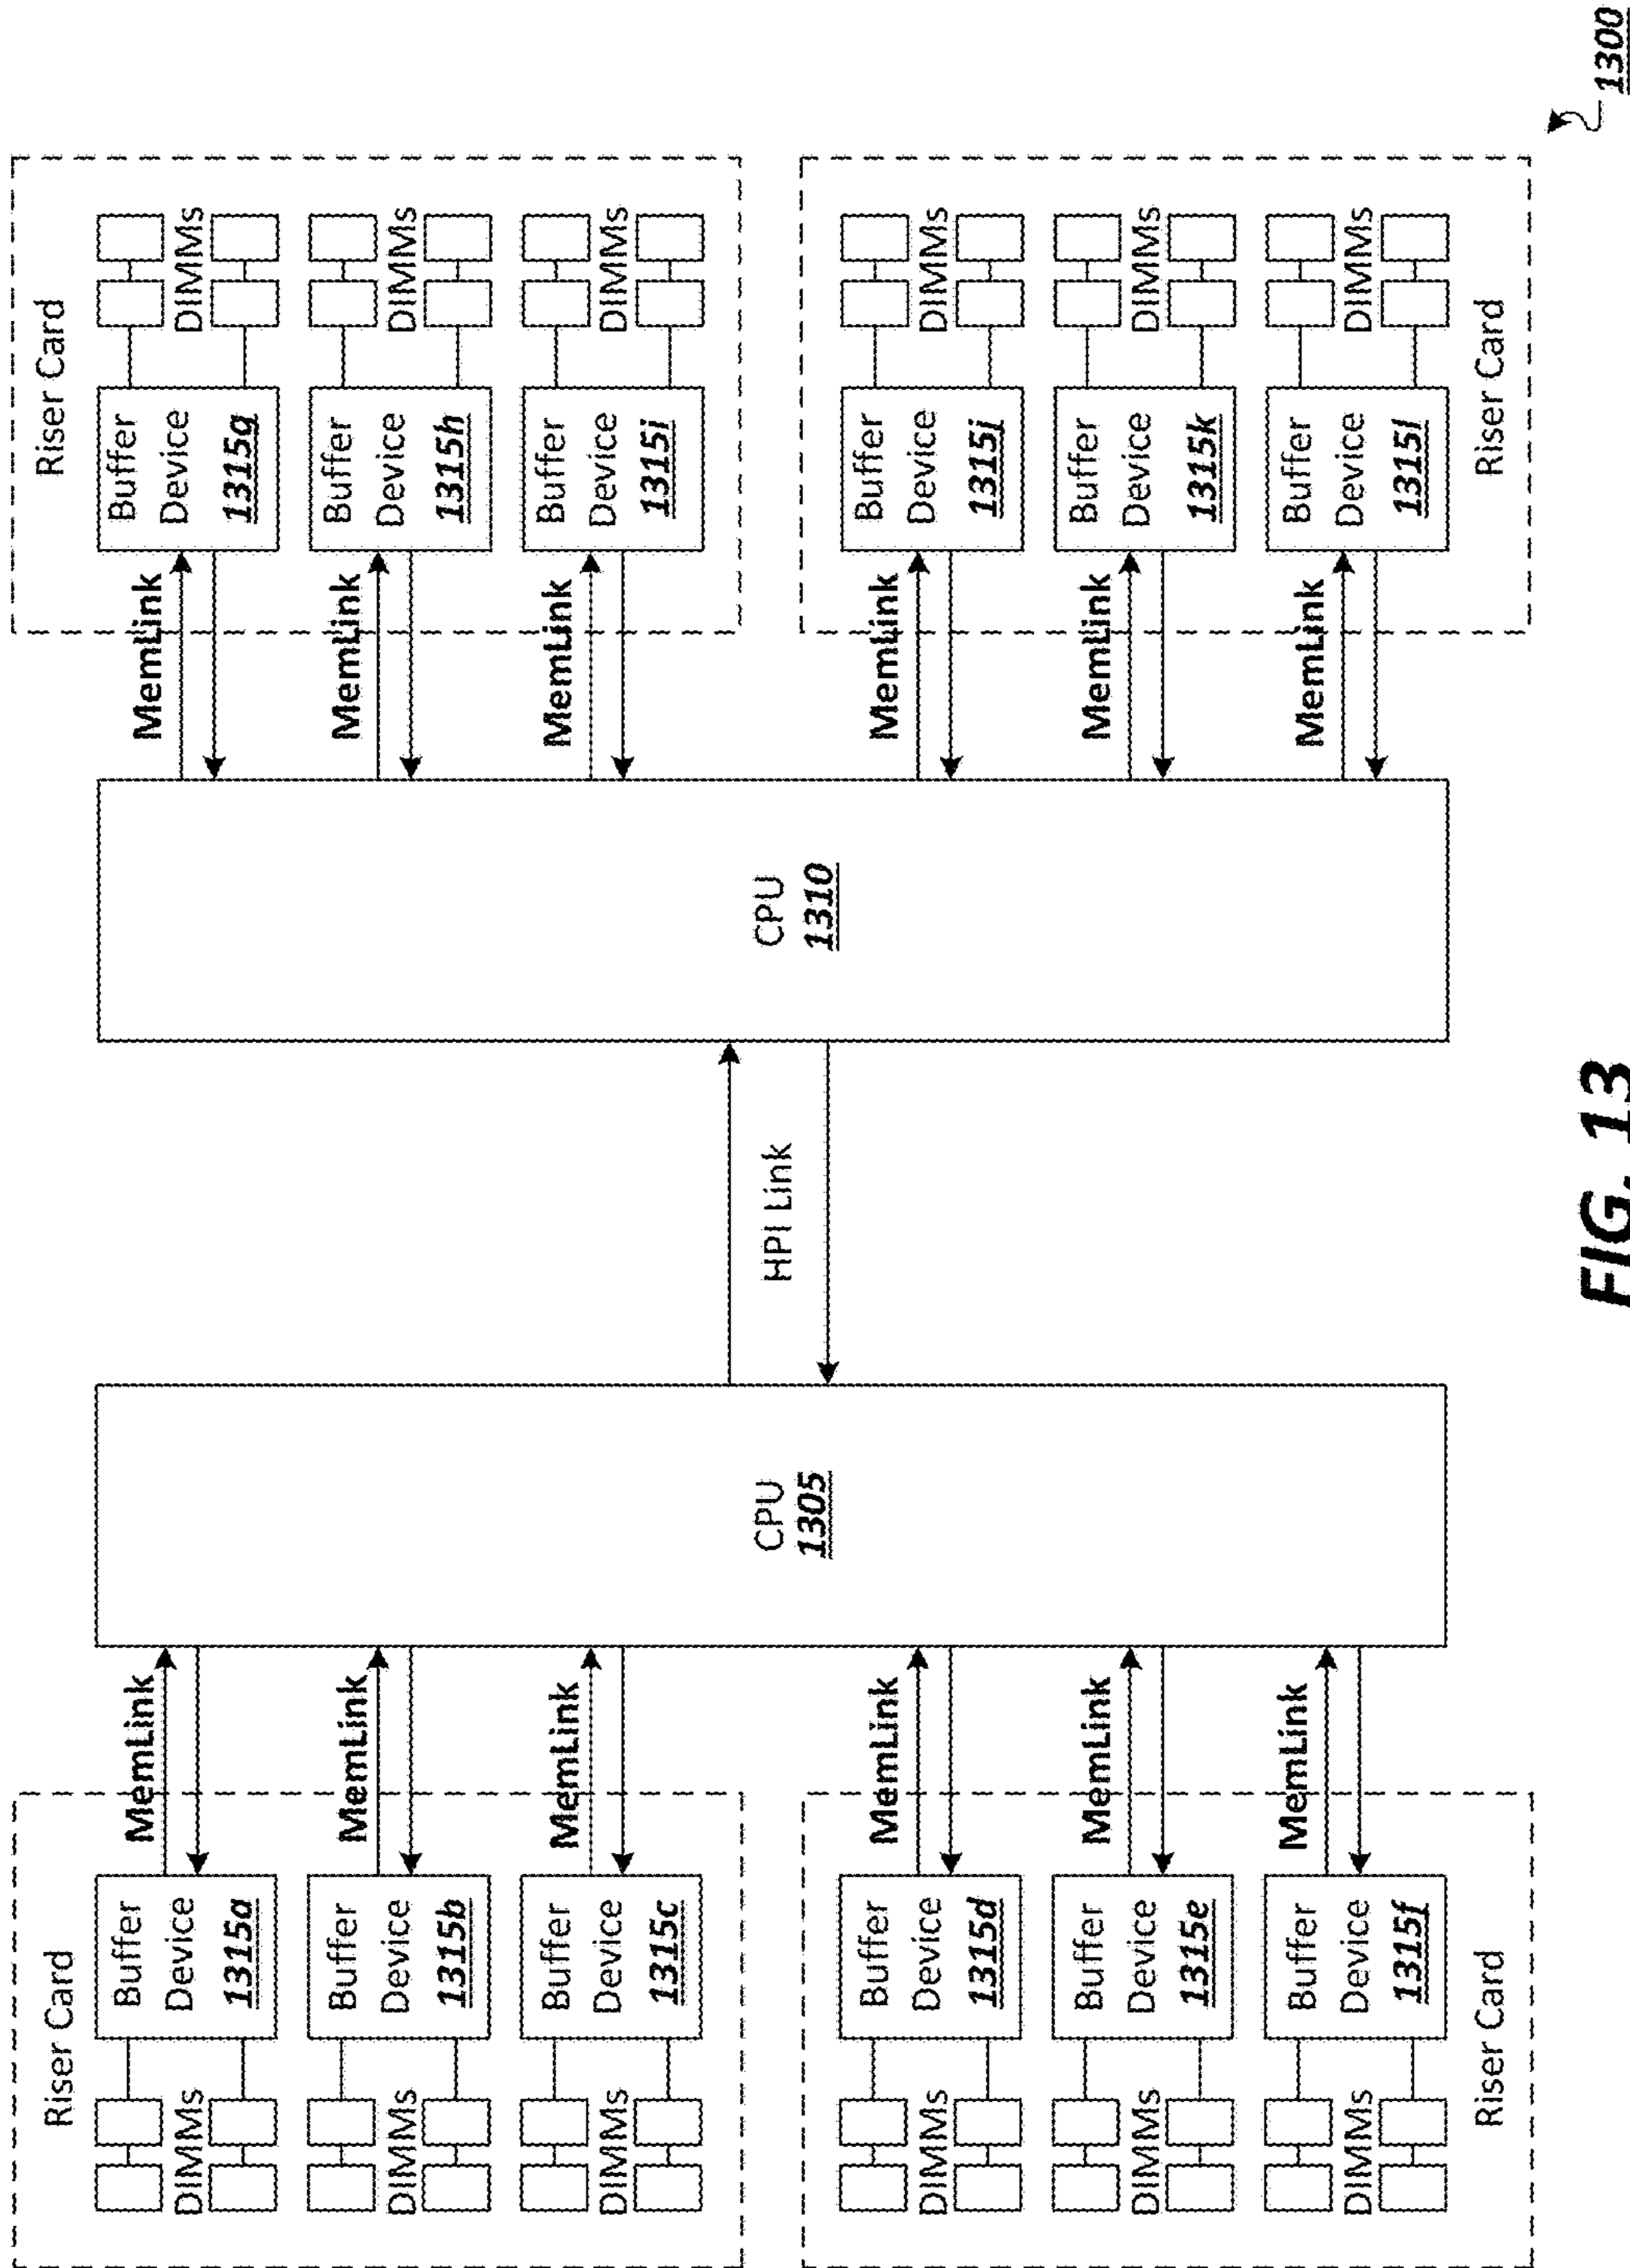 Riser Card
DIMMs
Buffer
Device
1315a
MemLink
DIMMs
Buffer
Device
1315b
MemLink
DIMMs
Buffer
Device
1315c
MemLink
DIMMs
Buffer
Device
1315d
MemLink
DIMMs
Buffer
Device
1315e
MemLink
DIMMs
Buffer
Device
1315f
MemLink
Riser Card
CPU
1305
HPI Link
CPU
1310
Riser Card
MemLink
Buffer
Device
1315g
DIMMs
MemLink
Buffer
Device
1315h
DIMMs
MemLink
Buffer
Device
1315i
DIMMs
MemLink
Buffer
Device
1315j
DIMMs
MemLink
Buffer
Device
1315k
DIMMs
MemLink
Buffer
Device
1315l
DIMMs
Riser Card
1300
FIG. 13